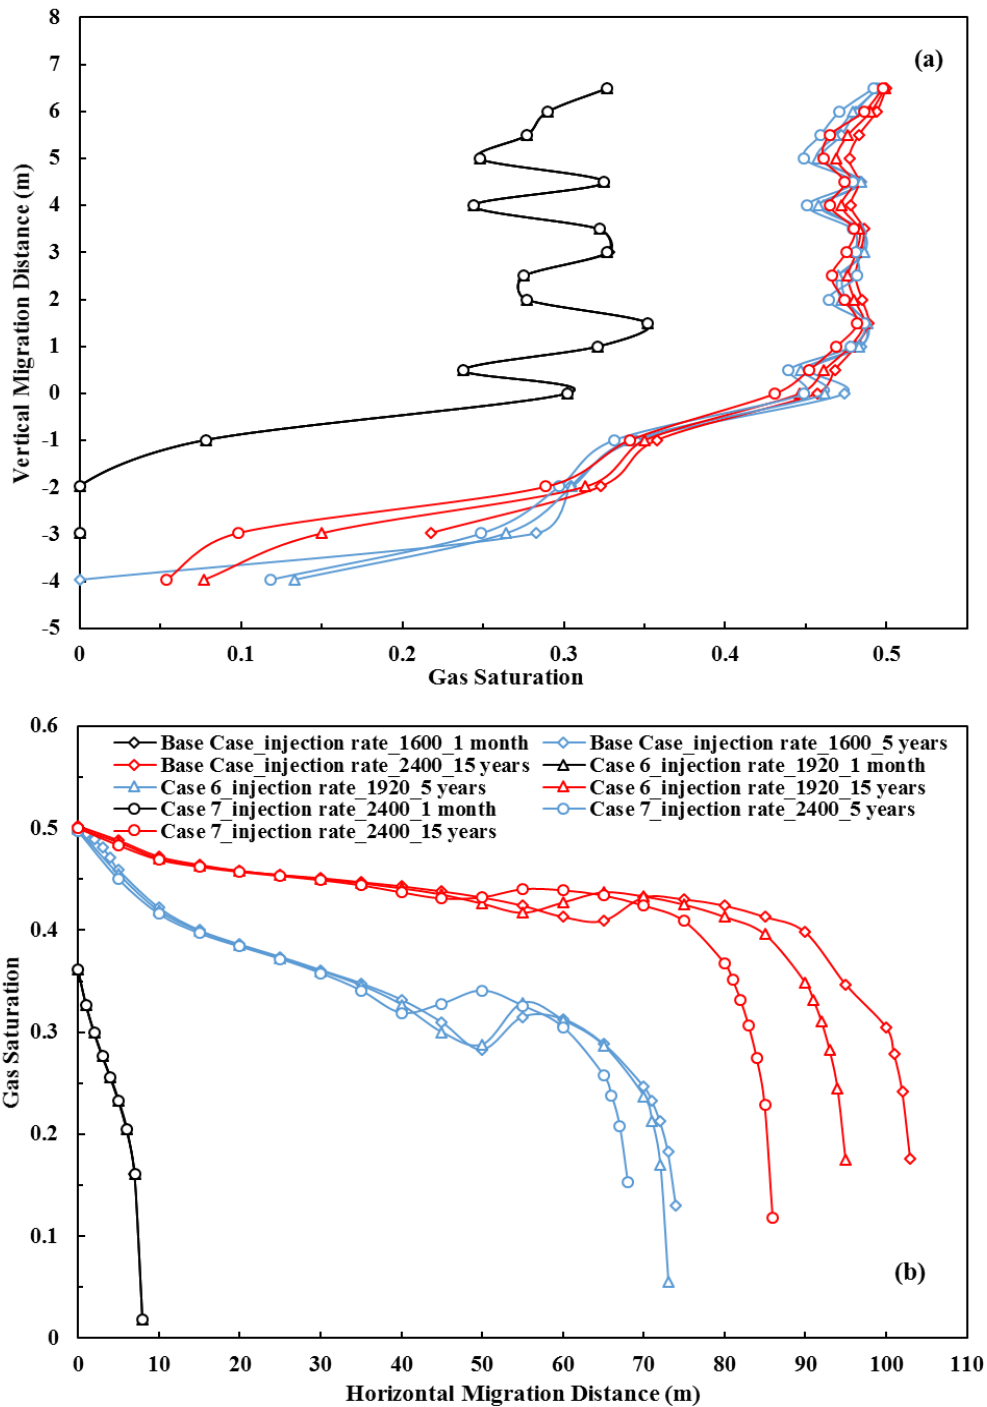 8
(a)
7
6
5
4
3
2
1
0
-1
-2
-3
-4
-5
Vertical Migration Distance (m)
0 0.1 0.2 0.3 0.4 0.5
Gas Saturation
0.6
Base Case_injection rate_1600_1 month Base Case_injection rate_1600_5 years
Base Case_injection rate_2400_15 years Case 6_injection rate_1920_1 month
Case 6_injection rate_1920_5 years Case 6_injection rate_1920_15 years
Case 7_injection rate_2400_1 month Case 7_injection rate_2400_5 years
Case 7_injection rate_2400_15 years
0.5
0.4
0.3
0.2
0.1
0
Gas Saturation
(b)
0 10 20 30 40 50 60 70 80 90 100 110
Horizontal Migration Distance (m)